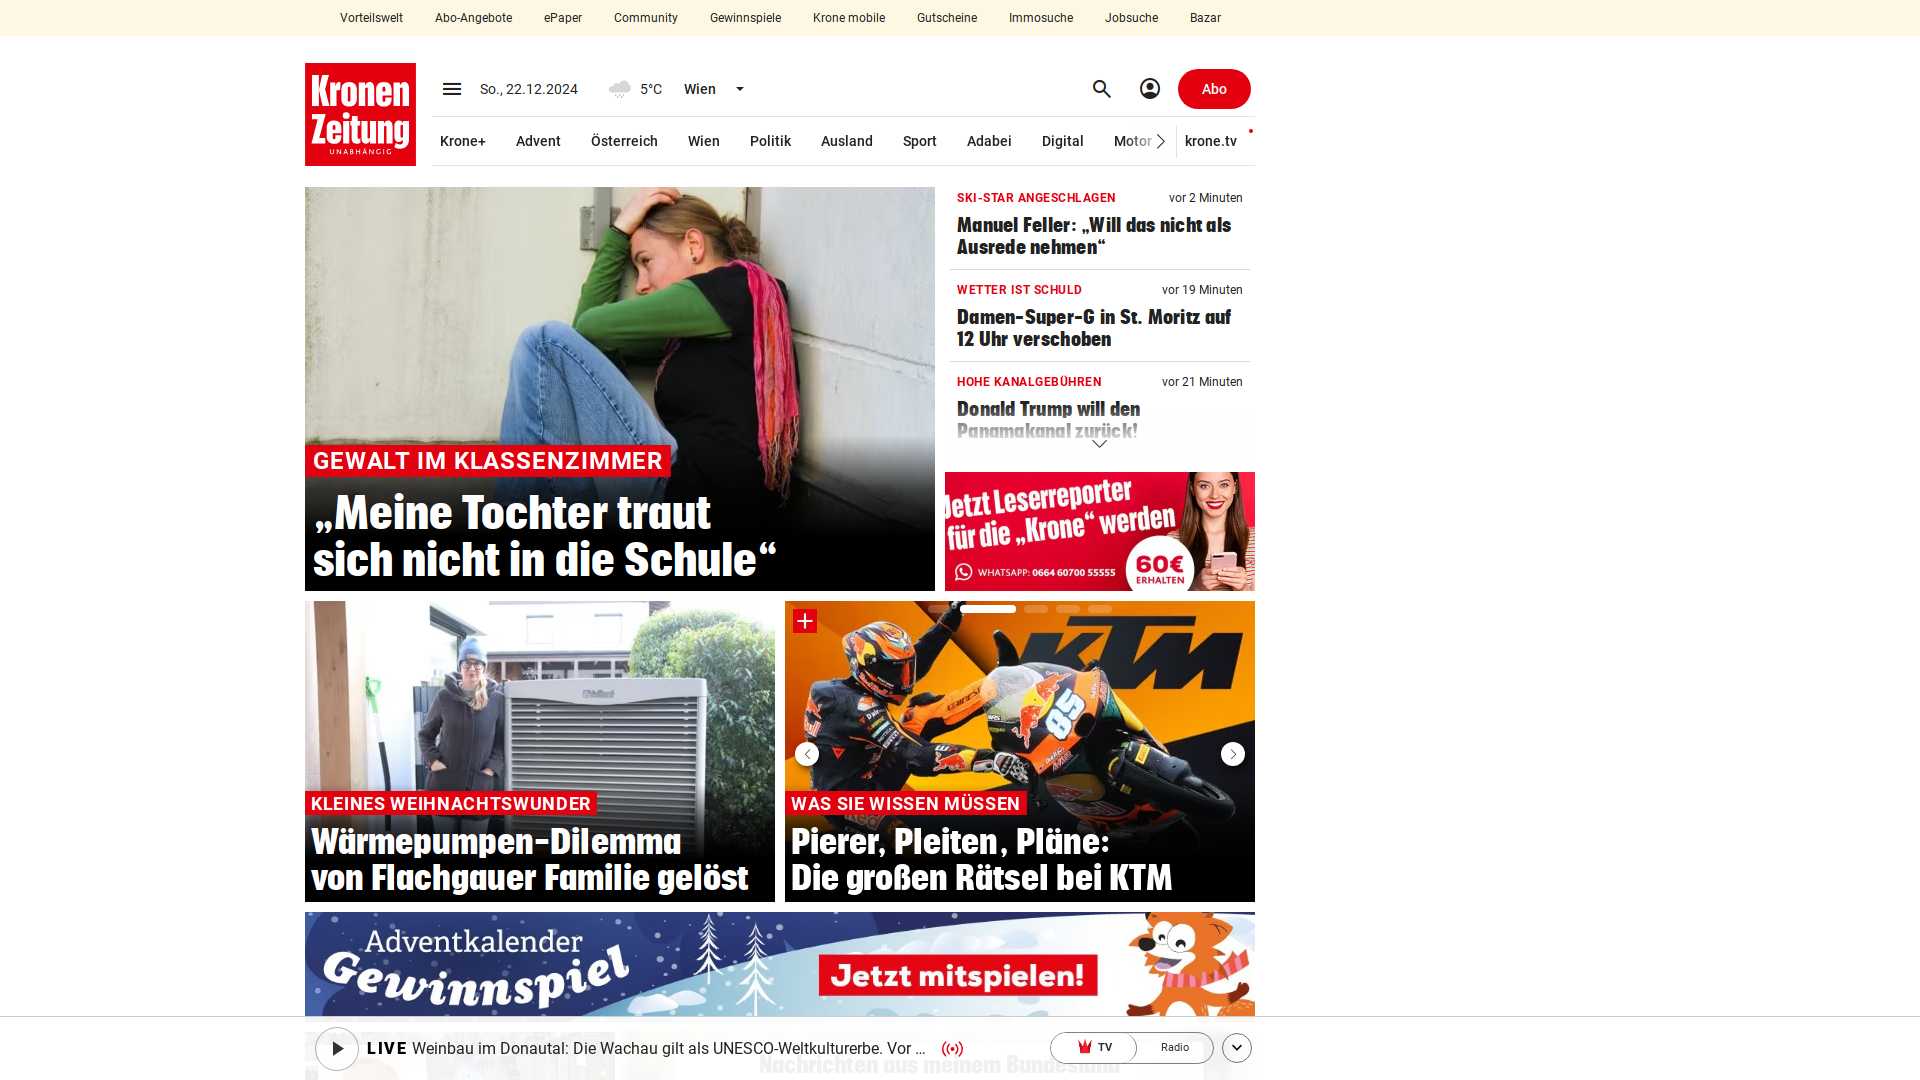 Vorteilswelt
Abo-Angebote
ePaper
Community
Gewinnspiele
Krone mobile
Gutscheine
Immosuche
Jobsuche
Bazar
Kronen
Zeitung
UNABHÄNGIG
So., 22.12.2024
5°C
Wien
Abo
Krone+
Advent
Österreich
Wien
Politik
Ausland
Sport
Adabei
Digital
Motor
krone.tv
GEWALT IM KLASSENZIMMER
„Meine Tochter traut
sich nicht in die Schule“
SKI-STAR ANGESCHLAGEN
vor 2 Minuten
Manuel Feller: „Will das nicht als
Ausrede nehmen“
WETTER IST SCHULD
vor 19 Minuten
Damen-Super-G in St. Moritz auf
12 Uhr verschoben
HOHE KANALGEBÜHREN
vor 21 Minuten
Donald Trump will den
Panamakanal zurück!
Jetzt Leserreporter
für die „Krone“ werden
WHATSAPP: 0664 60700 55555
60€
ERHALTEN
KLEINES WEIHNACHTSWUNDER
Wärmepumpen-Dilemma
von Flachgauer Familie gelöst
KTM
85
WAS SIE WISSEN MÜSSEN
Pierer, Pleiten, Pläne:
Die großen Rätsel bei KTM
Adventkalender
Gewinnspiel
Jetzt mitspielen!
LIVE Weinbau im Donautal: Die Wachau gilt als UNESCO-Weltkulturerbe. Vor ...
TV
Radio
Nachrichten aus meinem Bundesland